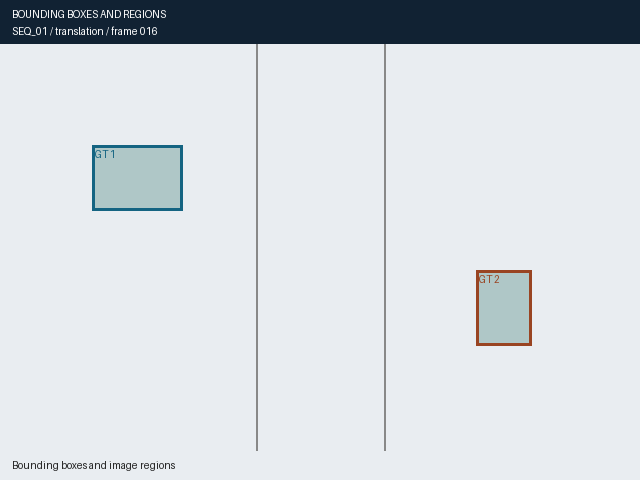 BOUNDING BOXES AND REGIONS
SEQ_01 / translation / frame 016
GT1
GT2
Bounding boxes and image regions